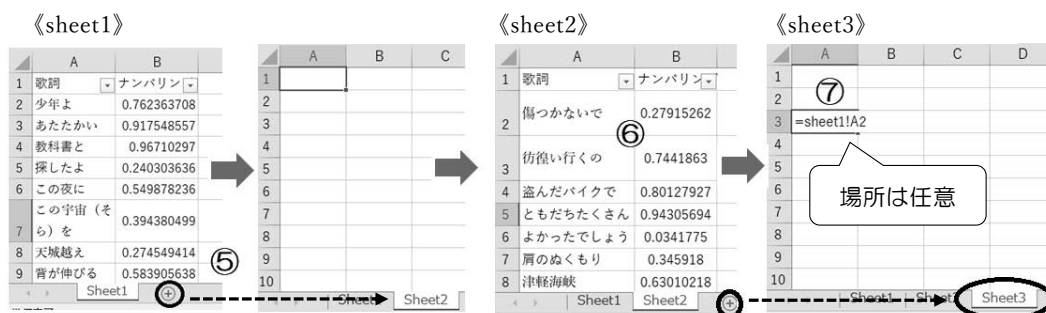 《sheet1》
A B
1 歌詞 ナンバリン
2 少年よ 0.762363708
3 あたたかい 0.917548557
4 教科書と 0.96710297
5 探したよ 0.240303636
6 この夜に 0.549878236
この宇宙（そ
7 ら）を 0.394380499
8 天城越え 0.274549414
9 背が伸びる 0.583905638
⑤
Sheet1
A B C
1
2
3
4
5
6
7
8
9
10
Sheet2
《sheet2》
A B
1 歌詞 ナンバリン
2 傷つかないで 0.27915262
⑥
3 彷徨い行くの 0.7441863
4 盗んだバイクで 0.80127927
5 ともだちたくさん 0.94305694
6 よかったでしょう 0.0341775
7 肩のぬくもり 0.345918
8 津軽海峡 0.63010218
Sheet1 Sheet2
《sheet3》
A B C D
1
2
⑦
3 =sheet1!A2
4
5
6
7
8
9
10
場所は任意
Sheet1 Sheet3